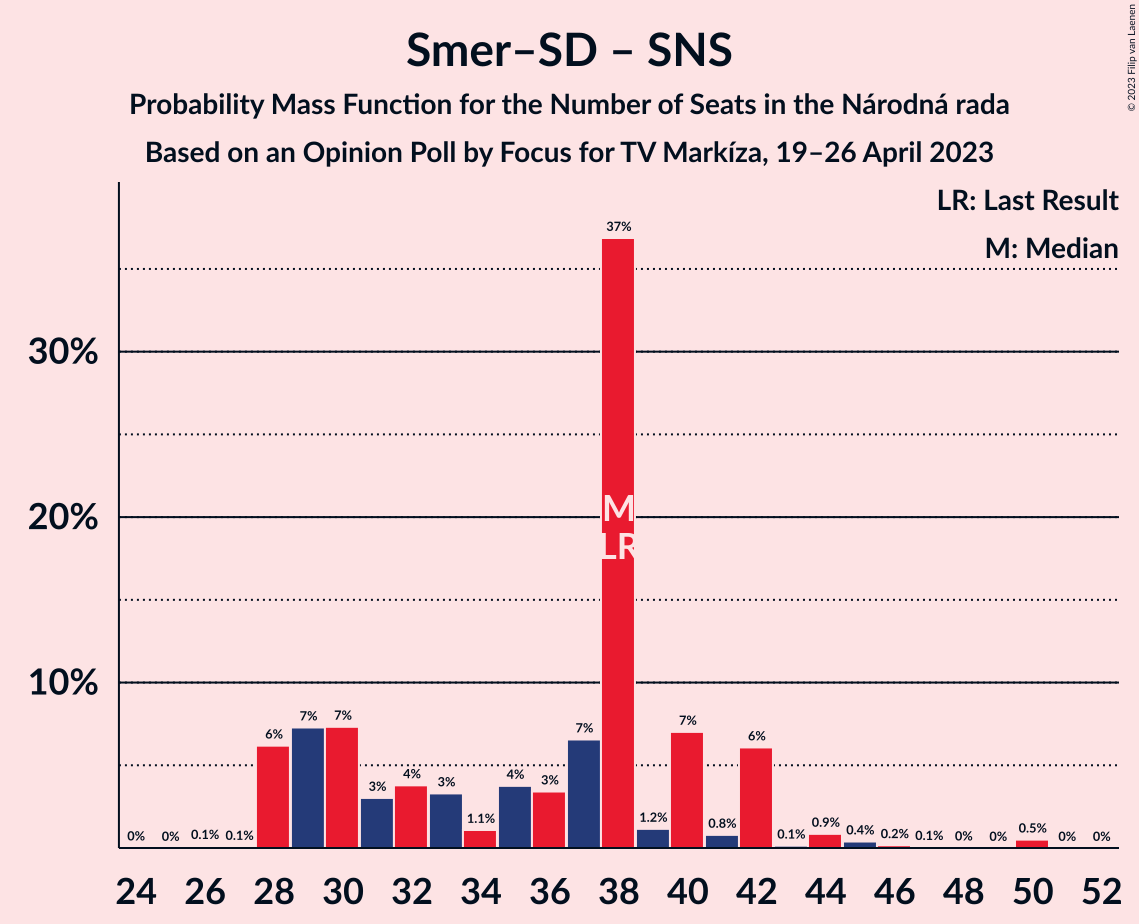 Smer–SD – SNS
Probability Mass Function for the Number of Seats in the Národná rada
Based on an Opinion Poll by Focus for TV Markíza, 19–26 April 2023
© 2023 Filip van Laenen
LR: Last Result
M: Median
30%
20%
10%
0% 0% 0.1% 0.1% 6% 7% 7% 3% 4% 3% 1.1% 4% 3% 7% 37% 1.2% 7% 0.8% 6% 0.1% 0.9% 0.4% 0.2% 0.1% 0% 0% 0.5% 0% 0%
M
LR
24 26 28 30 32 34 36 38 40 42 44 46 48 50 52